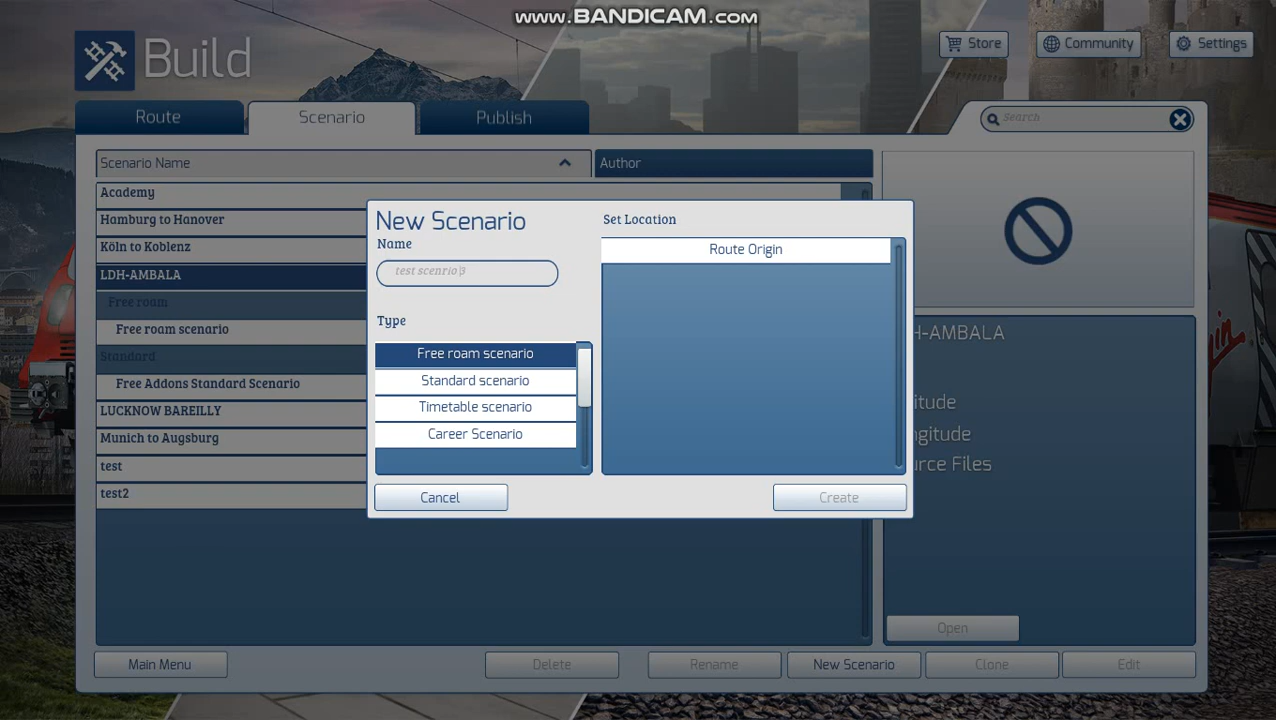 www.BANDICAM.com
Build
Store
Community
Settings
Route
Scenario
Publish
Search
Scenario Name
Author
Academy
Hamburg to Hanover
Köln to Koblenz
LDH-AMBALA
Free roam
Free roam scenario
Standard
Free Addons Standard Scenario
LUCKNOW BAREILLY
Munich to Augsburg
test
test2
New Scenario
Name
test scenrio 3
Type
Free roam scenario
Standard scenario
Timetable scenario
Career Scenario
Set Location
Route Origin
Cancel
Create
H-AMBALA
itude
ngitude
urce Files
Open
Main Menu
Delete
Rename
New Scenario
Clone
Edit